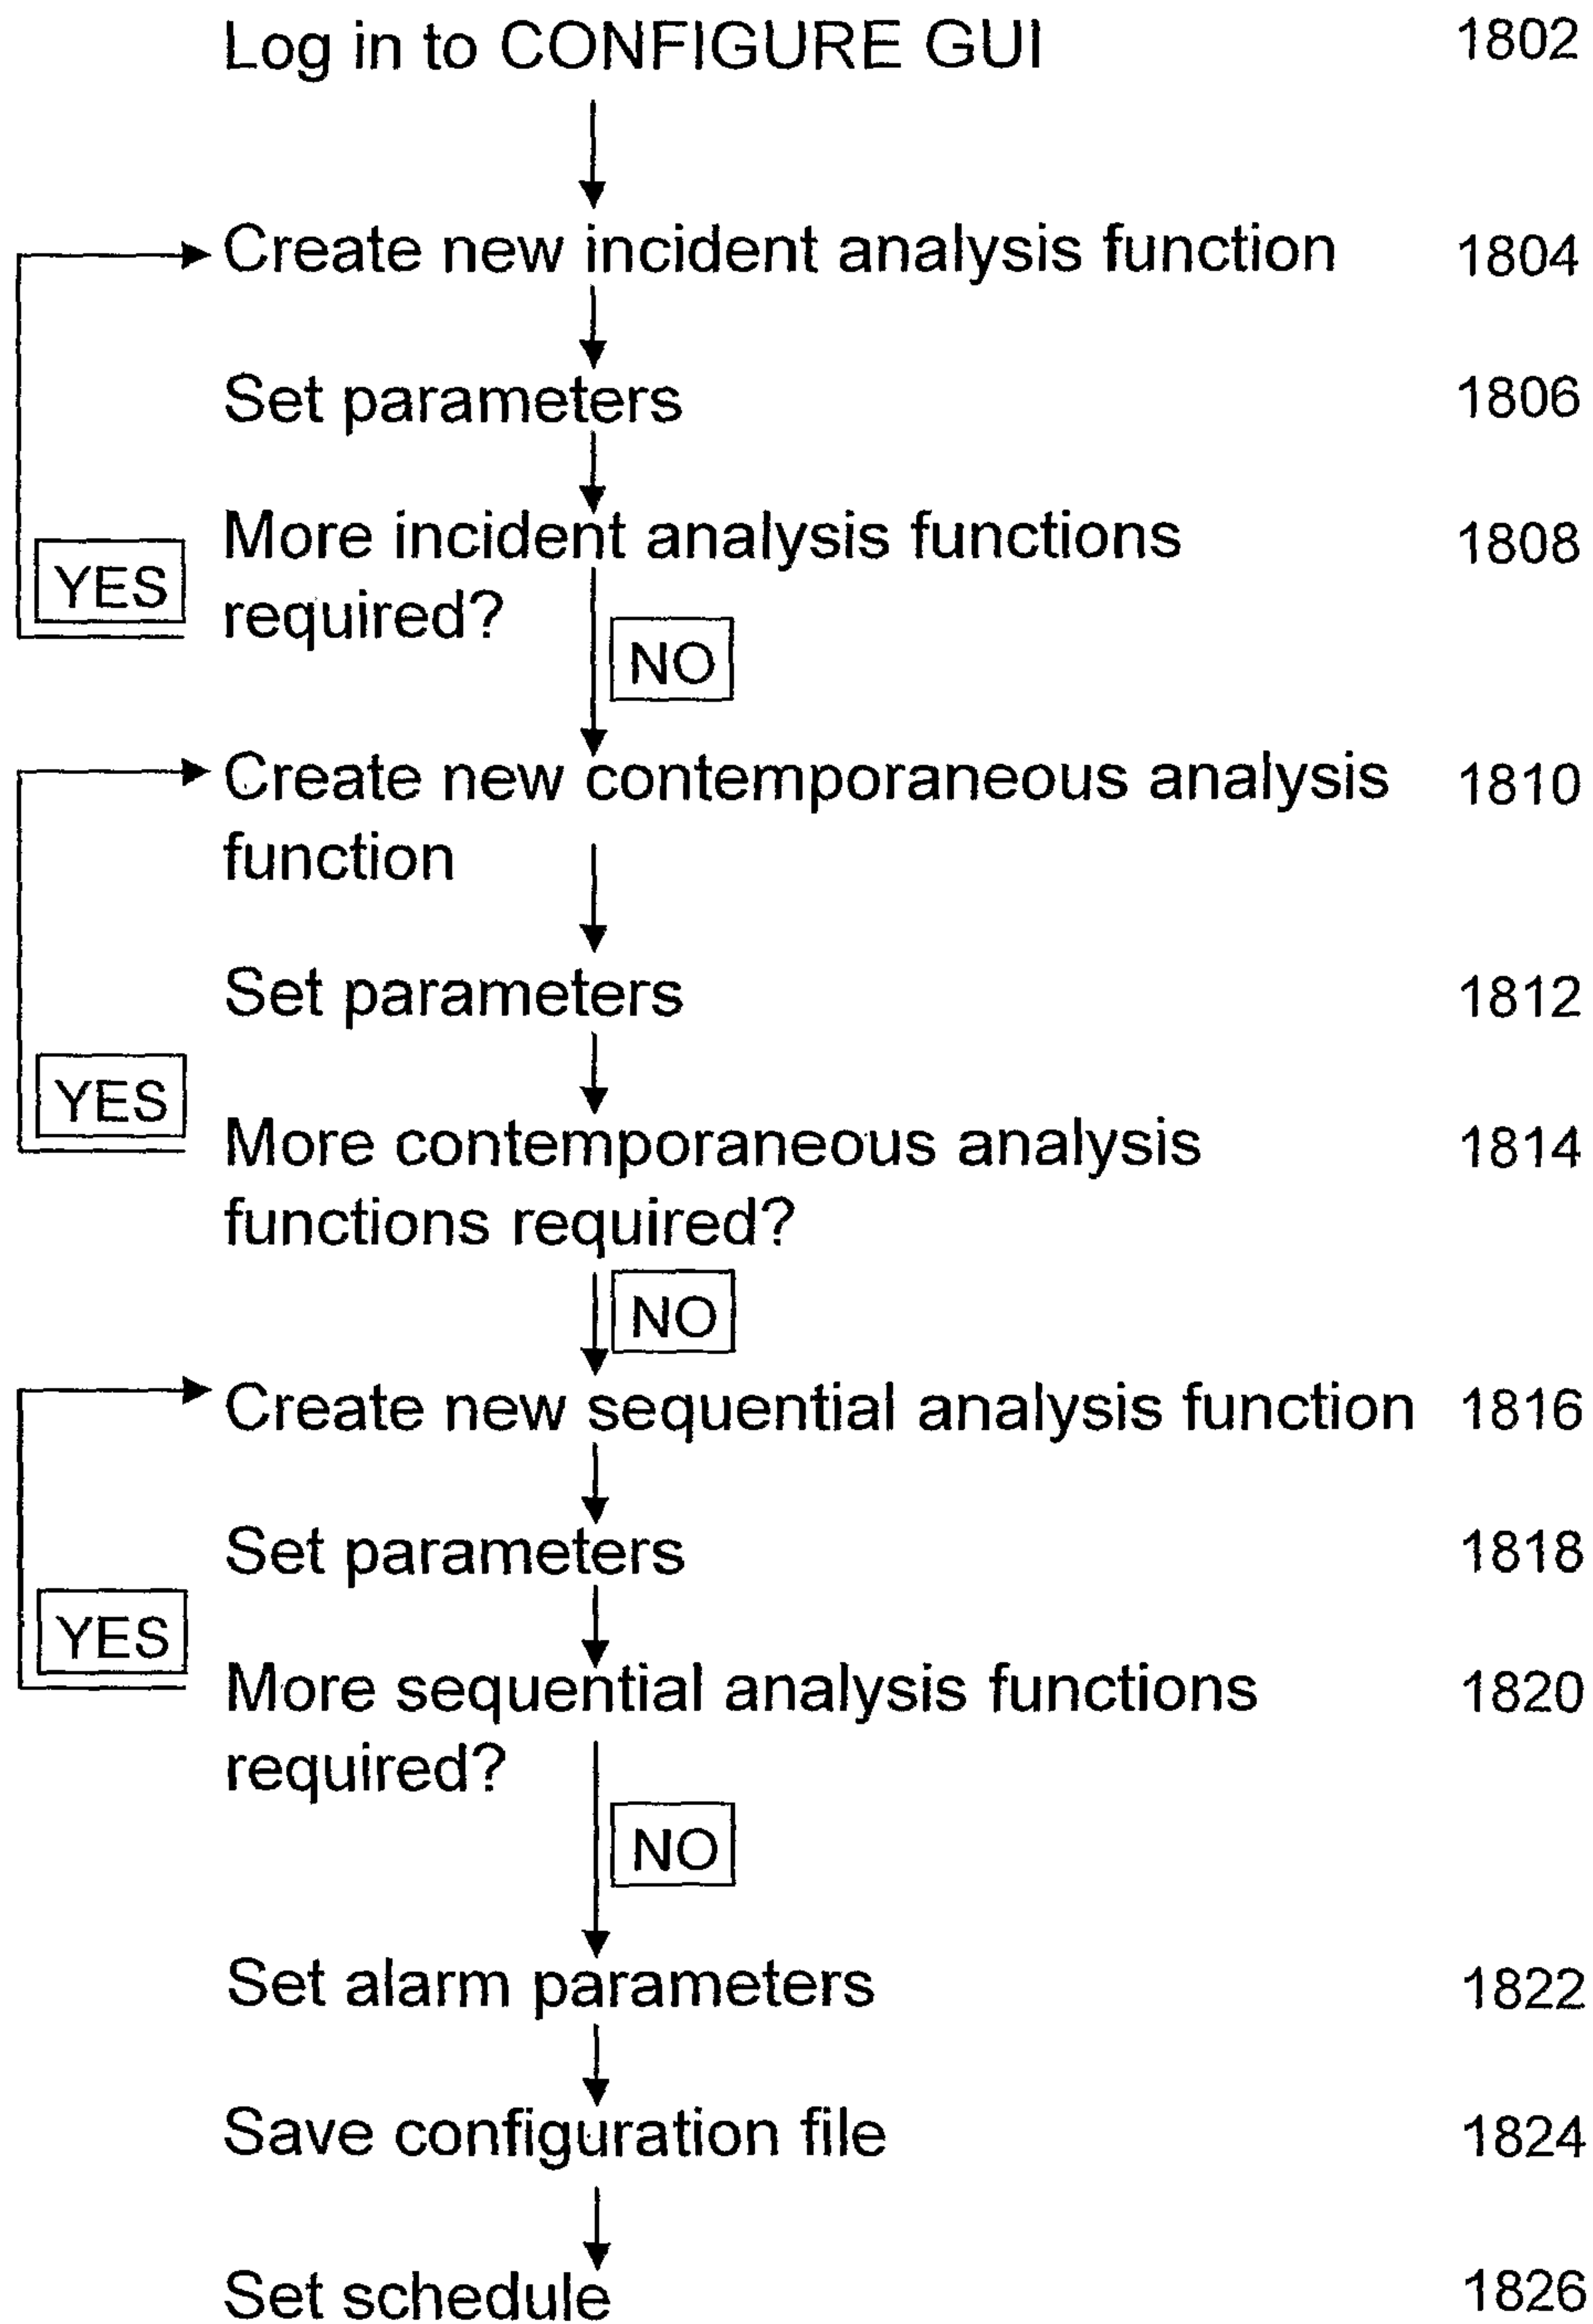 Log in to CONFIGURE GUI 1802
Create new incident analysis function 1804
Set parameters 1806
More incident analysis functions 1808
YES
required?
NO
Create new contemporaneous analysis 1810
function
Set parameters 1812
YES
More contemporaneous analysis 1814
functions required?
NO
Create new sequential analysis function 1816
Set parameters 1818
YES
More sequential analysis functions 1820
required?
NO
Set alarm parameters 1822
Save configuration file 1824
Set schedule 1826